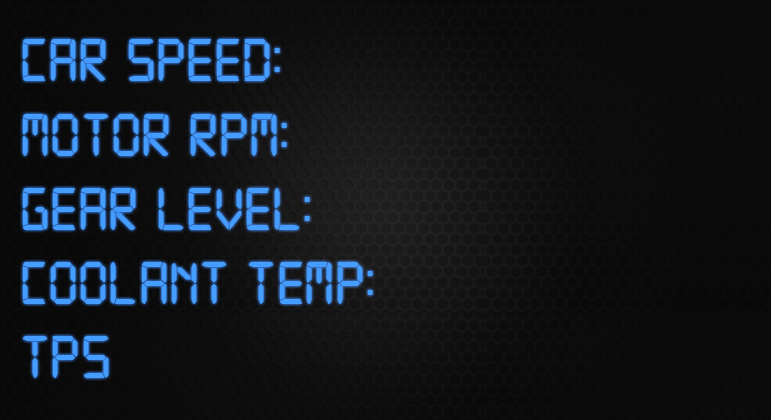 CAR SPEED:
MOTOR RPM:
GEAR LEVEL:
COOLANT TEMP:
TPS